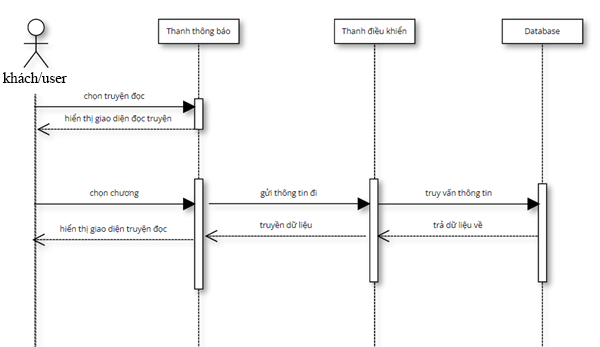 Thanh thông báo
Thanh điều khiển
Database
khách/user
chọn truyện đọc
hiển thị giao diện đọc truyện
chọn chương
gửi thông tin đi
truy vấn thông tin
hiển thị giao diện truyện đọc
truyền dữ liệu
trả dữ liệu về